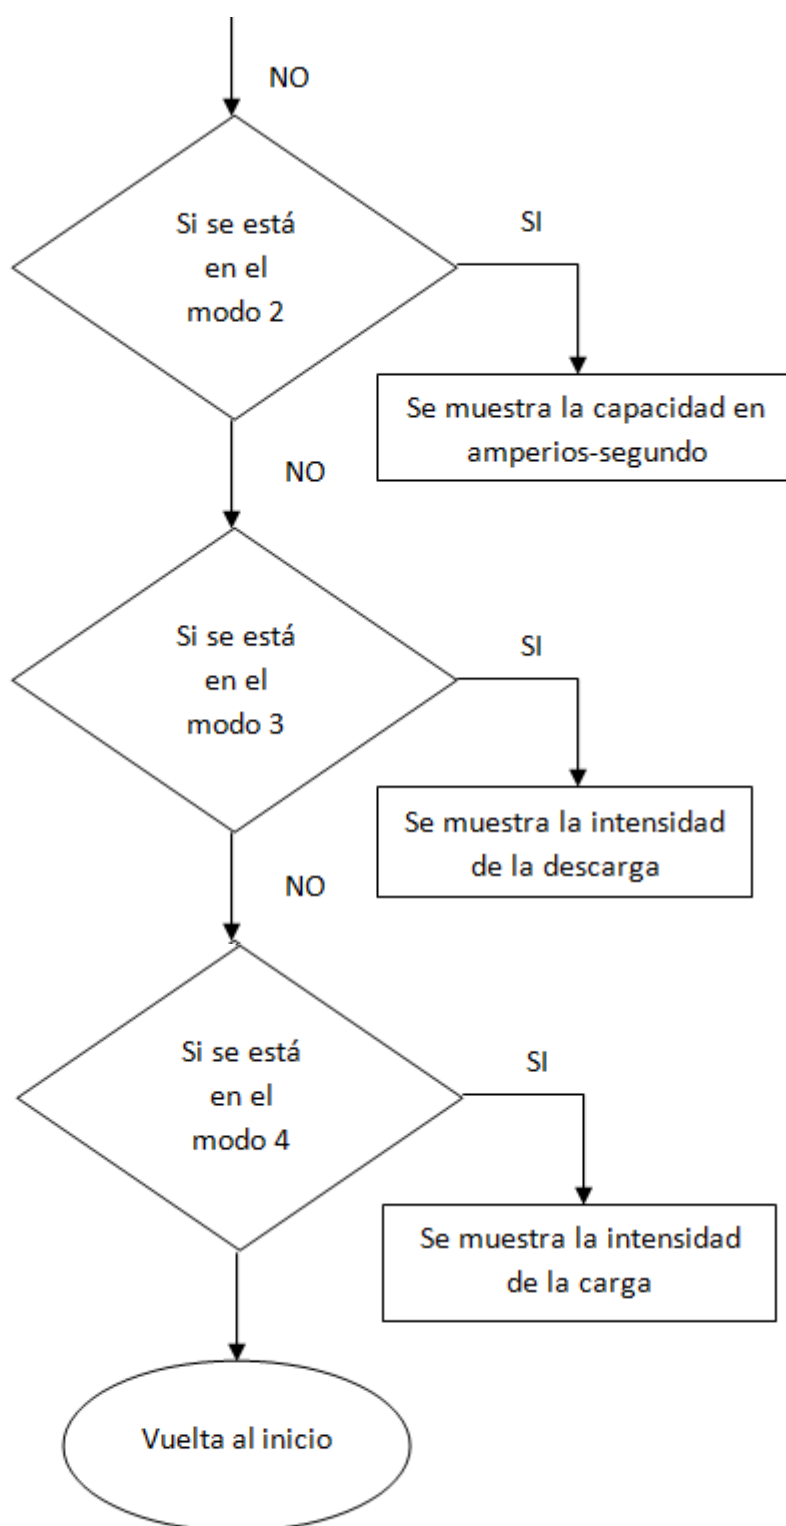 NO
Si se está
en el
modo 2
SI
Se muestra la capacidad en
amperios-segundo
NO
Si se está
en el
modo 3
SI
Se muestra la intensidad
de la descarga
NO
Si se está
en el
modo 4
SI
Se muestra la intensidad
de la carga
Vuelta al inicio